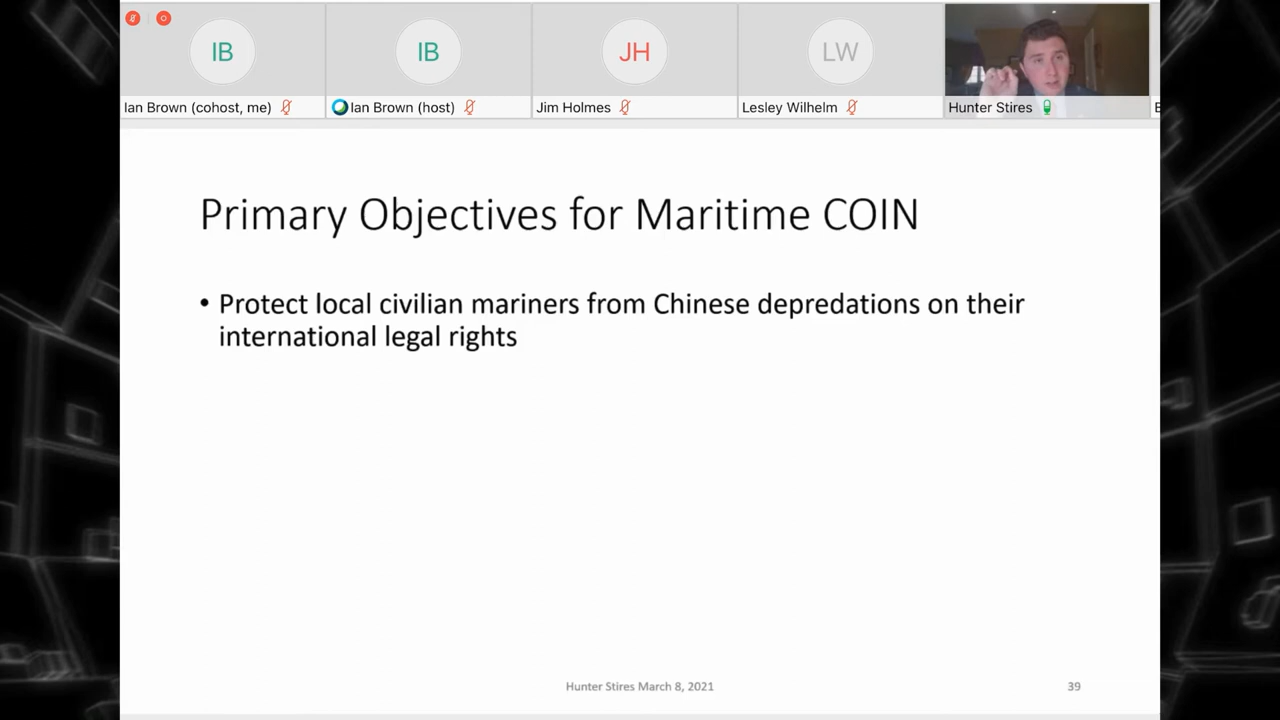 IB
IB
JH
LW
Ian Brown (cohost, me)
Ian Brown (host)
Jim Holmes
Lesley Wilhelm
Hunter Stires
Primary Objectives for Maritime COIN
• Protect local civilian mariners from Chinese depredations on their
international legal rights
Hunter Stires March 8, 2021
39